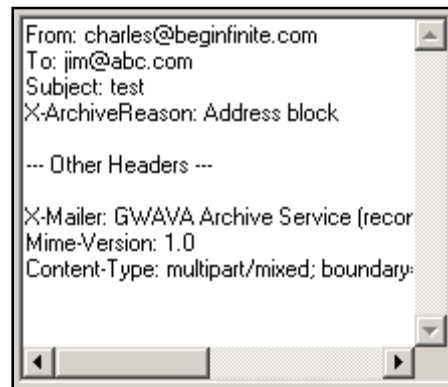 From: charles@beginfinite.com
To: jim@abc.com
Subject: test
X-ArchiveReason: Address block
--- Other Headers ---
X-Mailer: GWAVA Archive Service (recor
Mime-Version: 1.0
Content-Type: multipart/mixed; boundary=